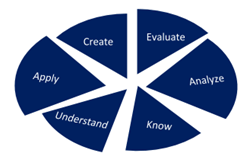 Create
Evaluate
Apply
Analyze
Understand
Know